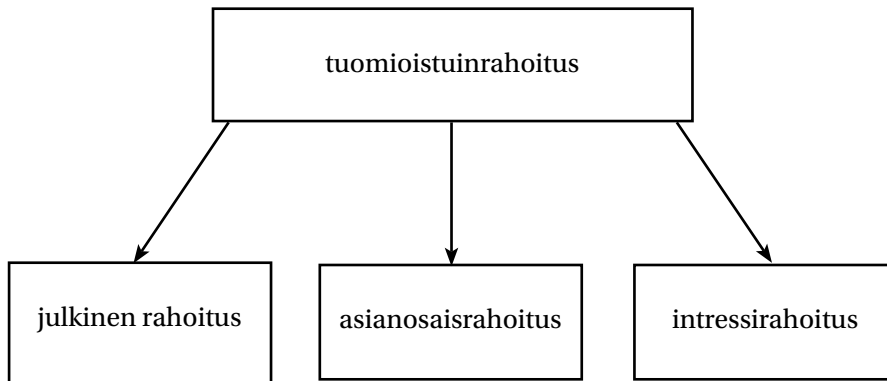 tuomioistuinrahoitus
julkinen rahoitus
asianosaisrahoitus
intressirahoitus